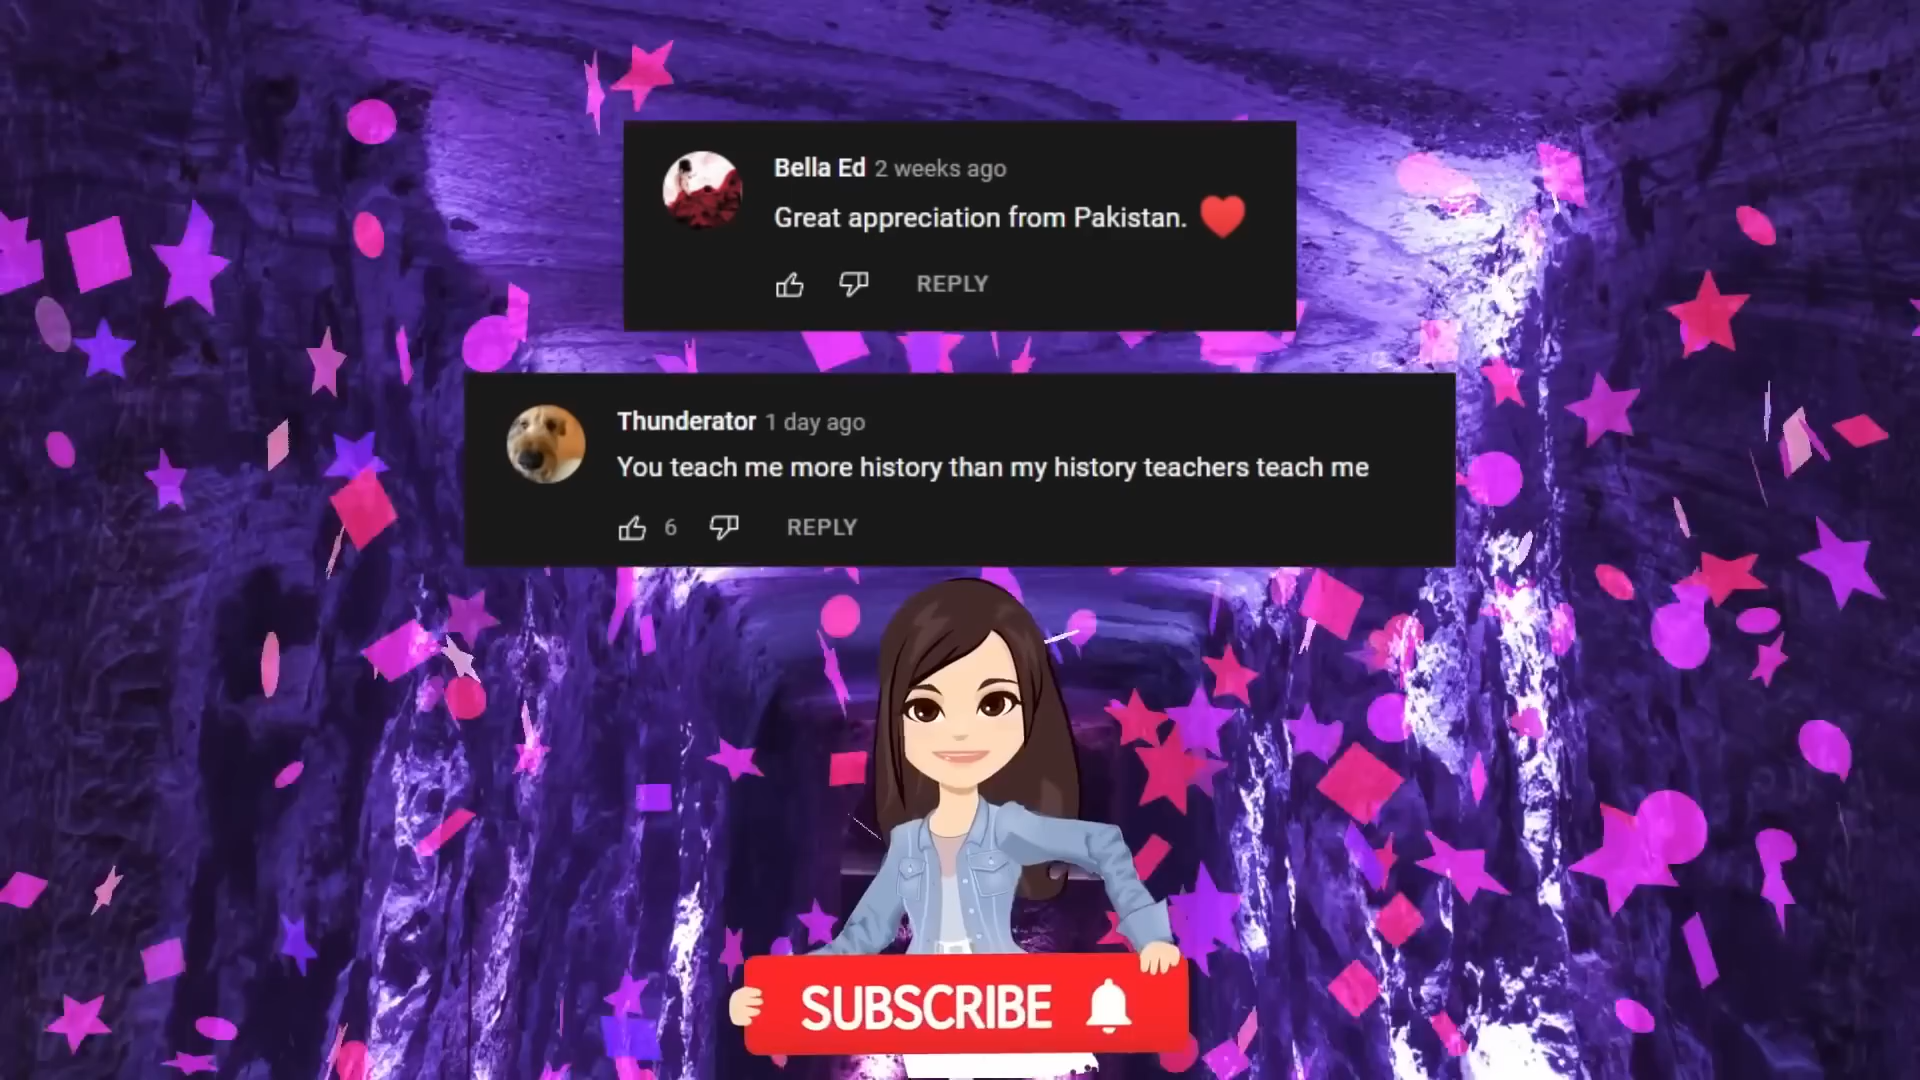 Bella Ed 2 weeks ago
Great appreciation from Pakistan. ❤️
REPLY
Thunderator 1 day ago
You teach me more history than my history teachers teach me
6 REPLY
SUBSCRIBE